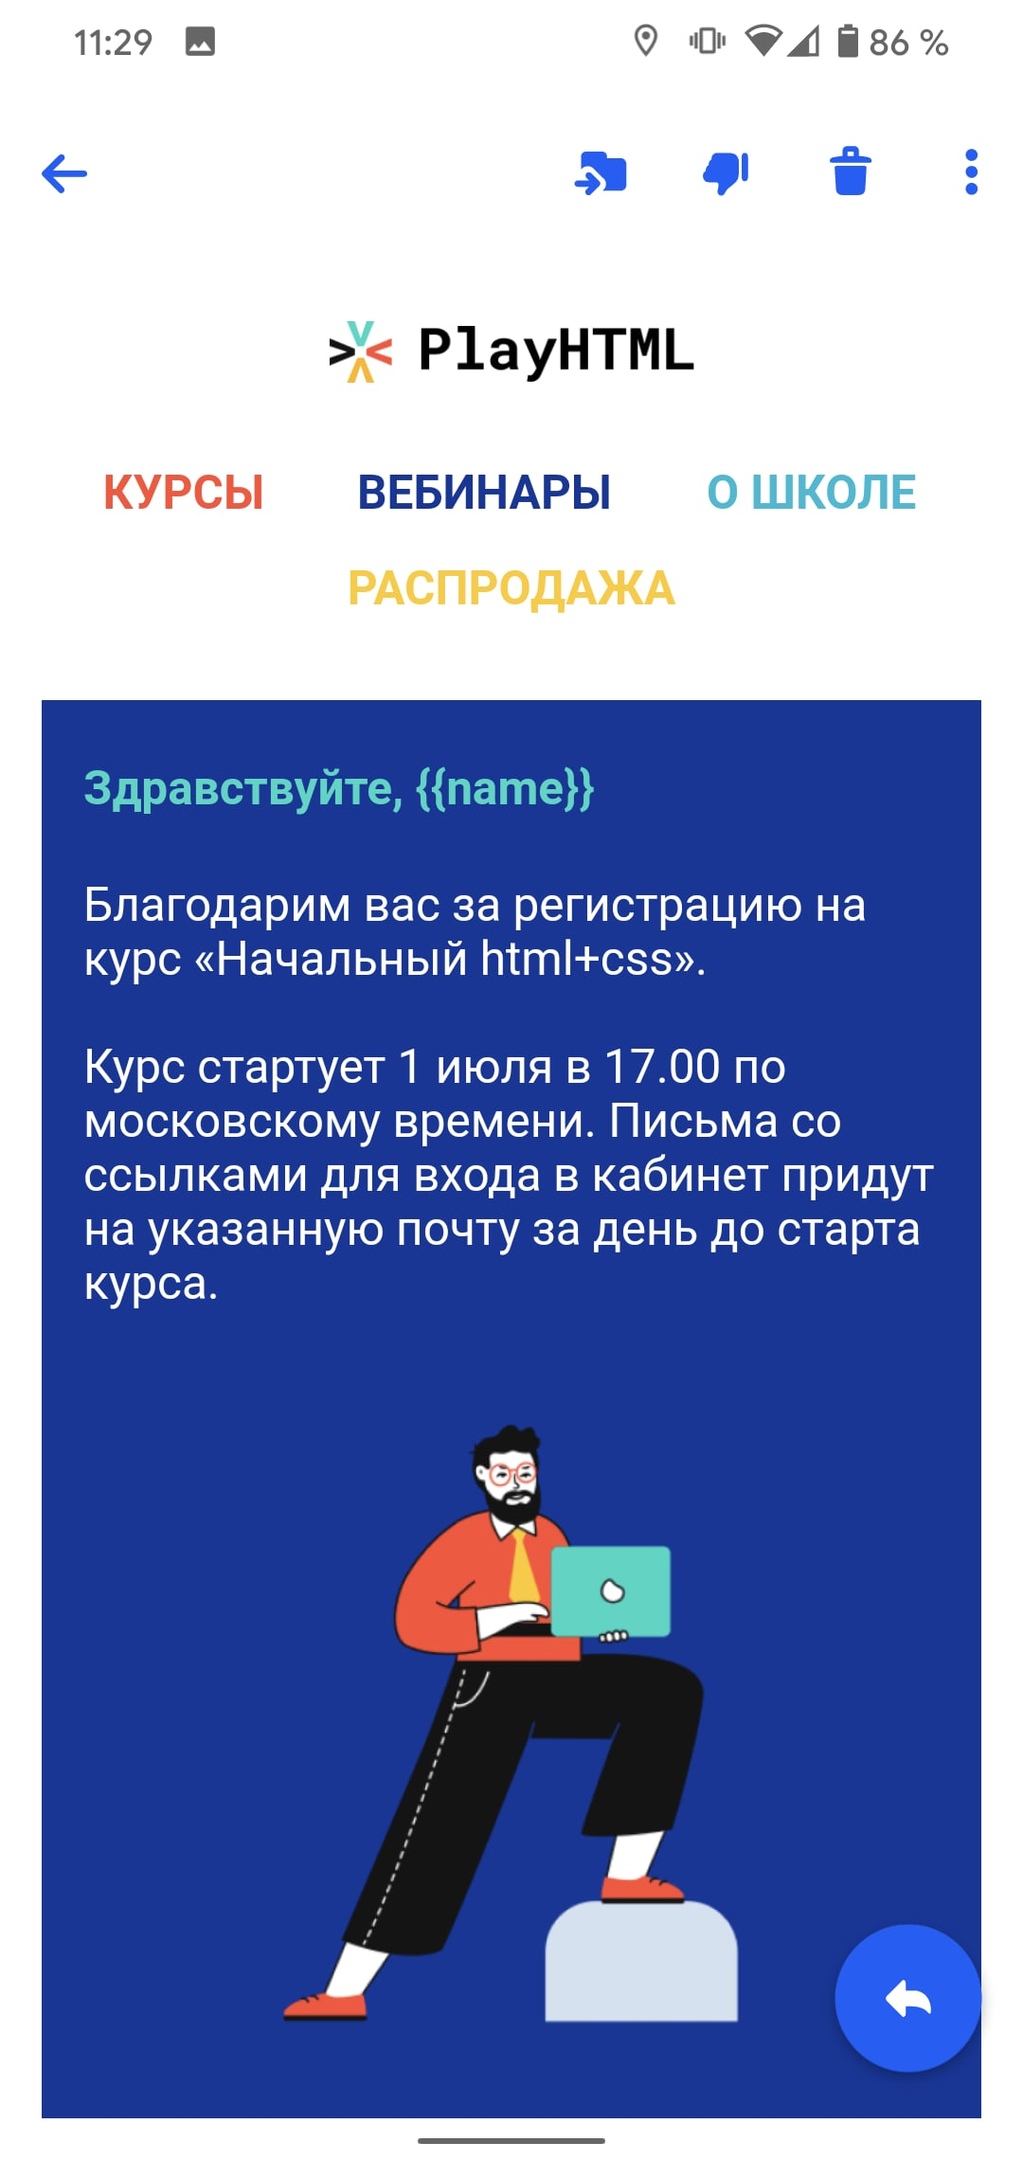 11:29
86 %
PlayHTML
КУРСЫ ВЕБИНАРЫ О ШКОЛЕ
РАСПРОДАЖА
Здравствуйте, {{name}}
Благодарим вас за регистрацию на
курс «Начальный html+css».
Курс стартует 1 июля в 17.00 по
московскому времени. Письма со
ссылками для входа в кабинет придут
на указанную почту за день до старта
курса.